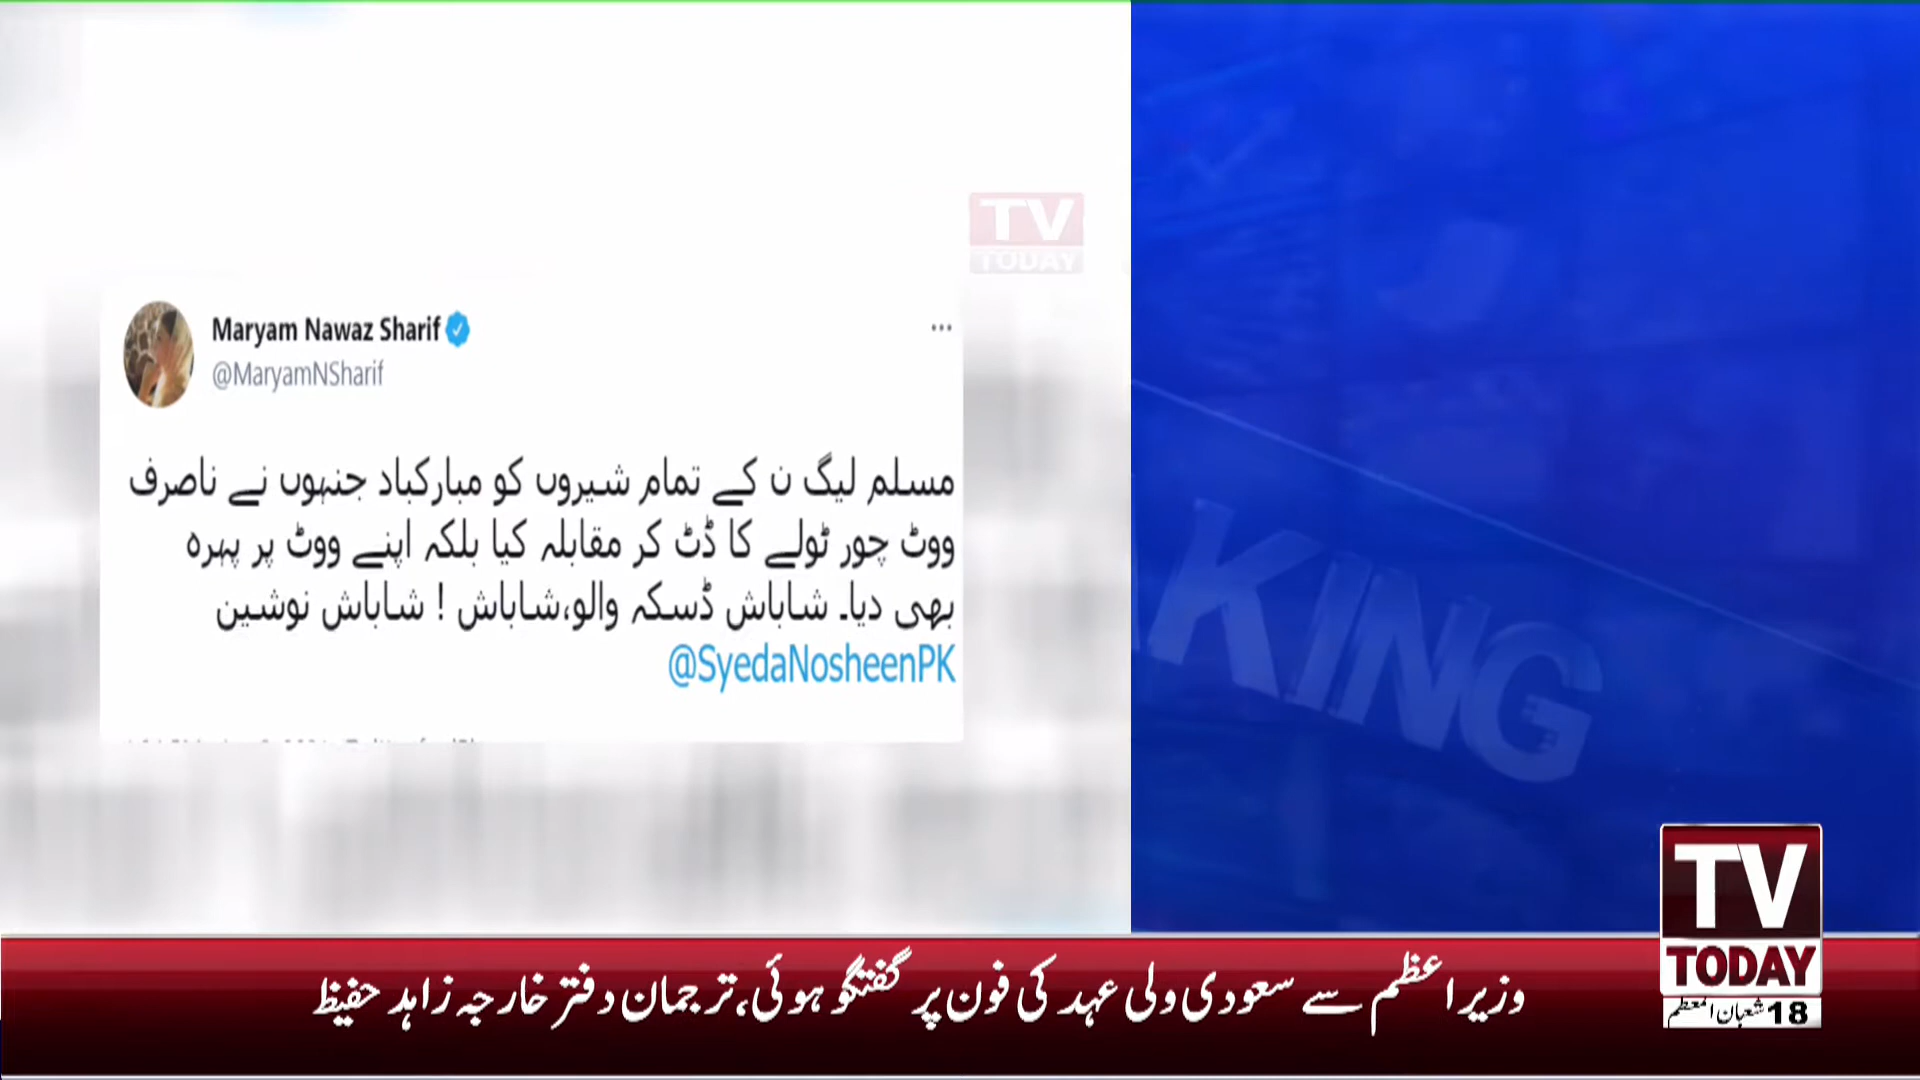 TV
TODAY
Maryam Nawaz Sharif
@MaryamNSharif
مسلم لیگ ن کے تمام شیروں کو مبارکباد جنہوں نے ناصرف
ووٹ چور ٹولے کا ڈٹ کر مقابلہ کیا بلکہ اپنے ووٹ پر پہرہ
بھی دیا۔ شاباش ڈسکہ والو،شاباش ! شاباش نوشین
@SyedaNosheenPK
KING
TV
TODAY
18 شعبان المعظم
وزیراعظم سے سعودی ولی عہد کی فون پر گفتگو ہوئی، ترجمان دفتر خارجہ زاہد حفیظ